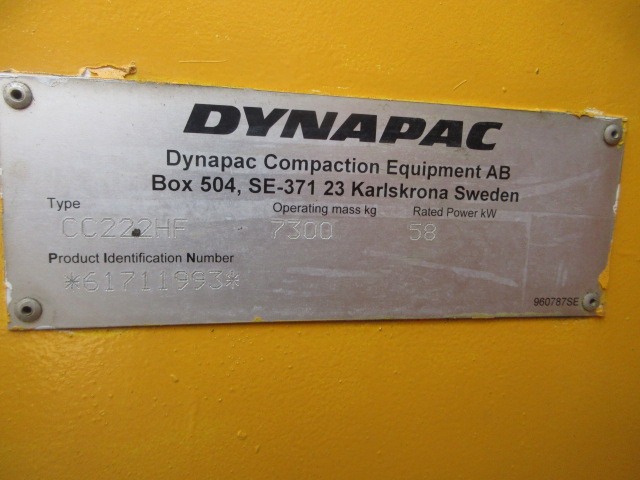 DYNAPAC
Dynapac Compaction Equipment AB
Box 504, SE-371 23 Karlskrona Sweden
Type Operating mass kg Rated Power kW
CC222HF 7300 58
Product Identification Number
*61711993*
960787SE